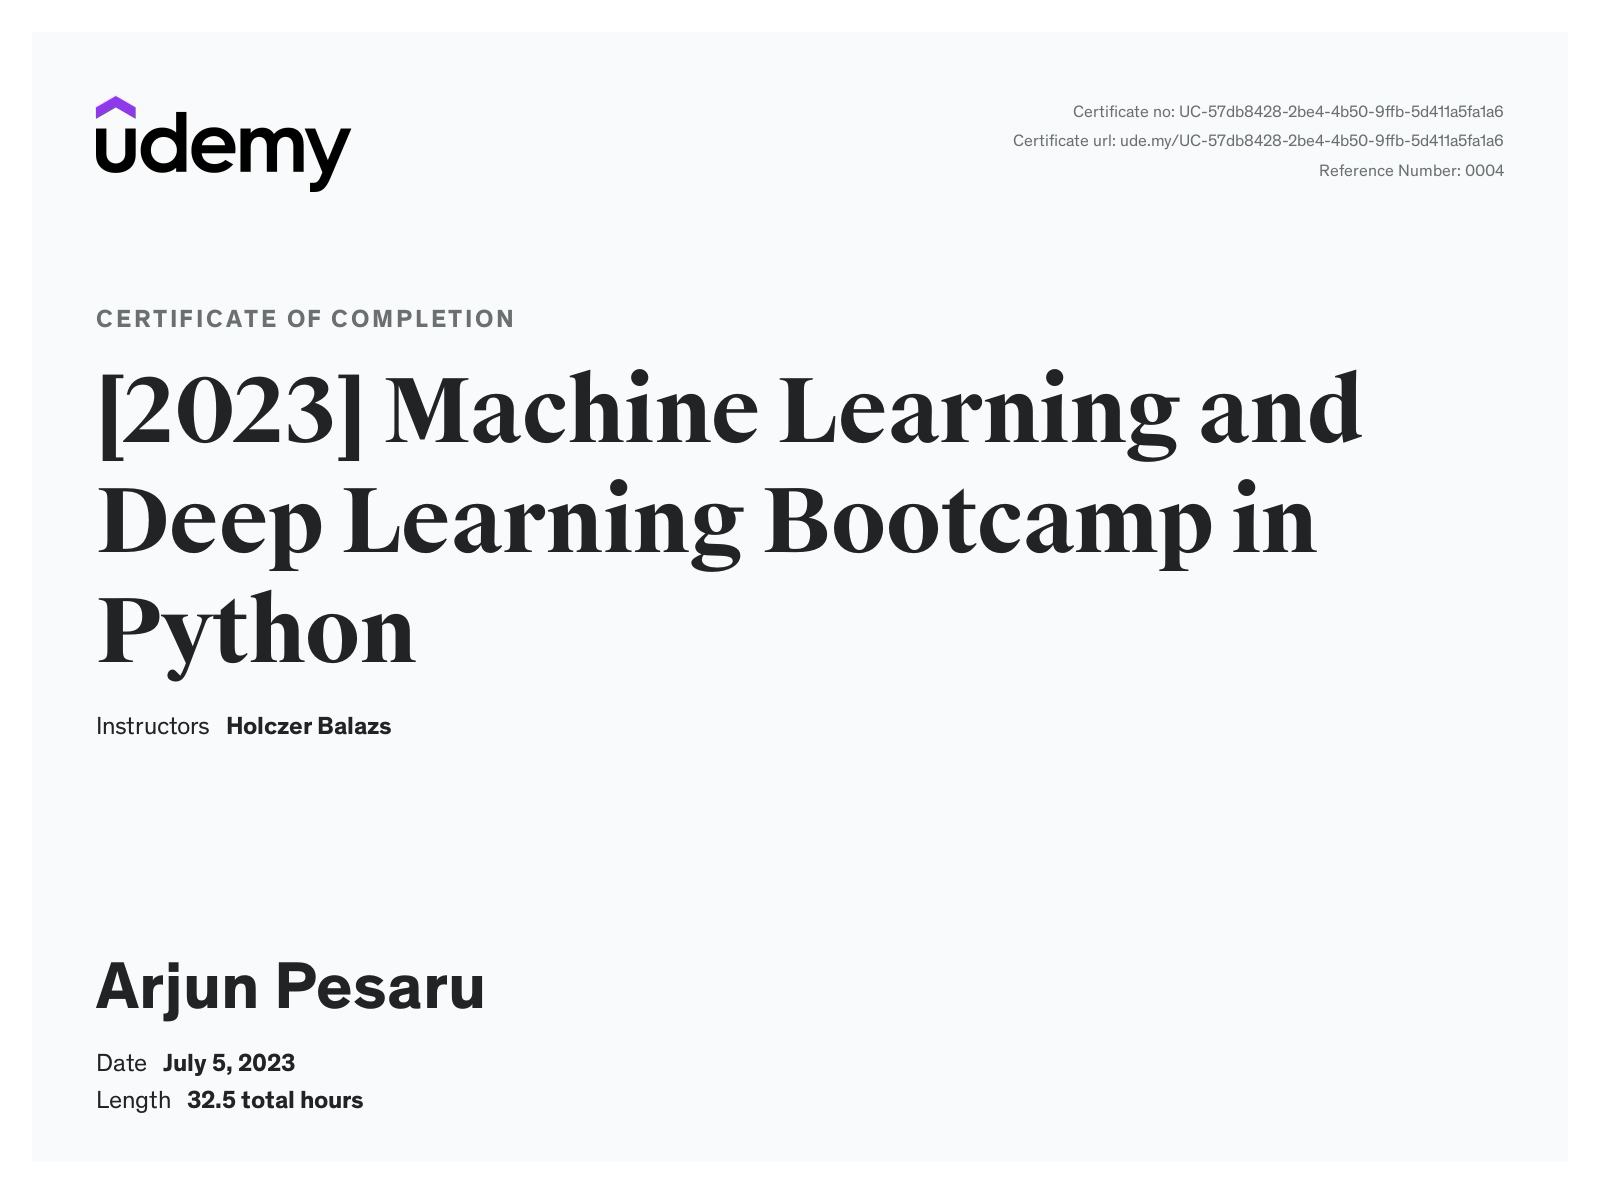 udemy
Certificate no: UC-57db8428-2be4-4b50-9ffb-5d411a5fa1a6
Certificate url: ude.my/UC-57db8428-2be4-4b50-9ffb-5d411a5fa1a6
Reference Number: 0004
CERTIFICATE OF COMPLETION
[2023] Machine Learning and
Deep Learning Bootcamp in
Python
Instructors Holczer Balazs
Arjun Pesaru
Date July 5, 2023
Length 32.5 total hours